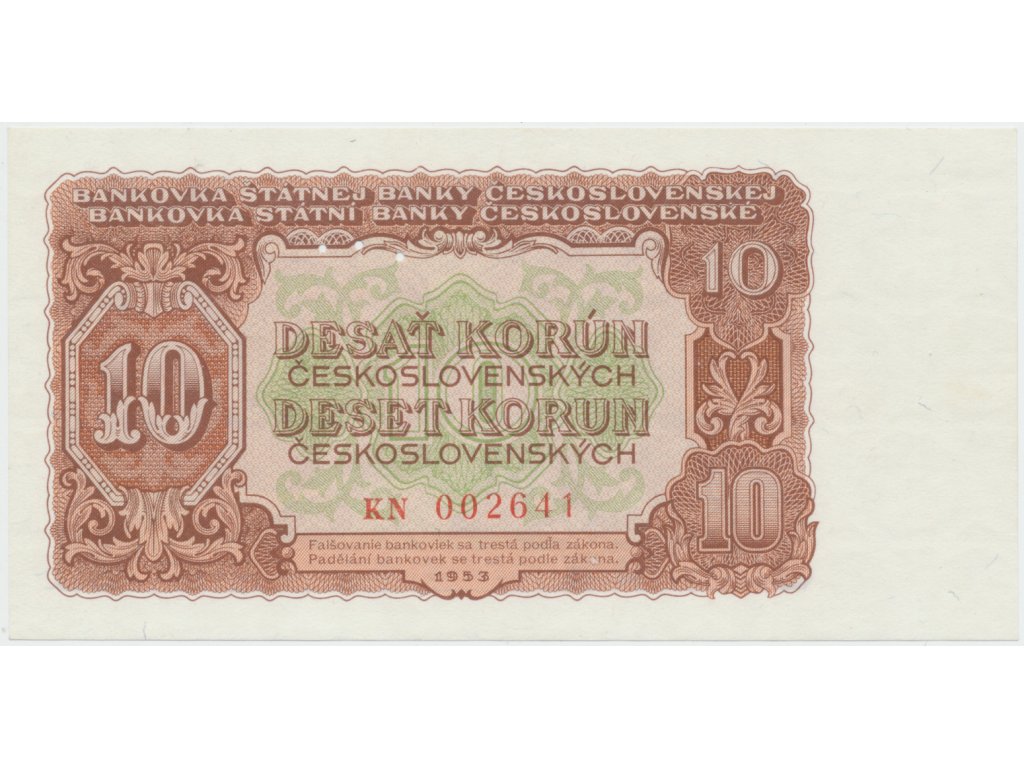 BANKOVKA ŠTÁTNEJ BANKY ČESKOSLOVENSKEJ
BANKOVKA STÁTNÍ BANKY ČESKOSLOVENSKÉ
10
10
DESAŤ KORÚN
ČESKOSLOVENSKÝCH
DESET KORUN
ČESKOSLOVENSKÝCH
10
10
KN 002641
Falšovanie bankoviek sa trestá podľa zákona.
Padělání bankovek se trestá podle zákona.
1953